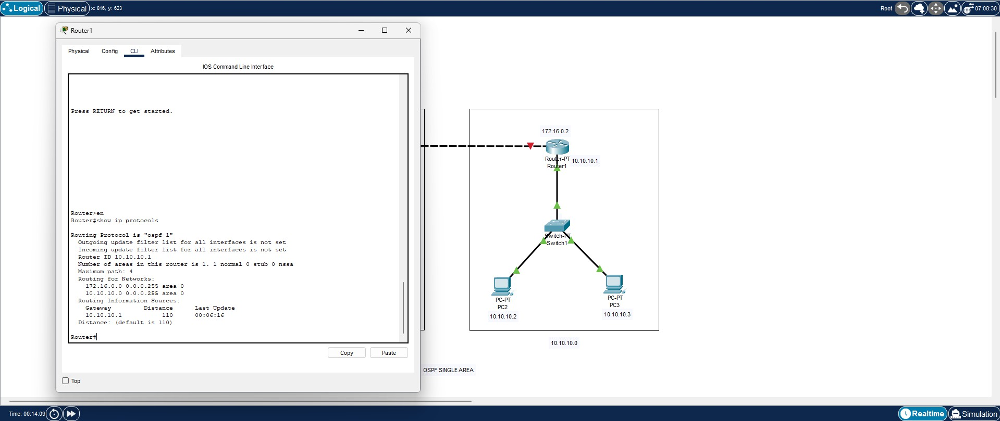 Logical
Physical
x: 816, y: 623
Root
07:08:30
Router1
Physical Config CLI Attributes
IOS Command Line Interface
Press RETURN to get started.
Router>en
Router#show ip protocols
Routing Protocol is "ospf 1"
Outgoing update filter list for all interfaces is not set
Incoming update filter list for all interfaces is not set
Router ID 10.10.10.1
Number of areas in this router is 1. 1 normal 0 stub 0 nssa
Maximum path: 4
Routing for Networks:
172.16.0.0 0.0.0.255 area 0
10.10.10.0 0.0.0.255 area 0
Routing Information Sources:
Gateway Distance Last Update
10.10.10.1 110 00:06:16
Distance: (default is 110)
Router#
Copy
Paste
Top
172.16.0.2
Router-PT
Router1
10.10.10.1
Switch-PT
Switch1
PC-PT
PC2
10.10.10.2
PC-PT
PC3
10.10.10.3
10.10.10.0
OSPF SINGLE AREA
Time: 00:14:09
Realtime
Simulation